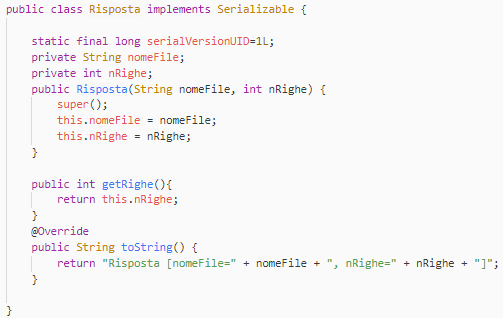 public class Risposta implements Serializable {
static final long serialVersionUID=1L;
private String nomeFile;
private int nRighe;
public Risposta(String nomeFile, int nRighe) {
super();
this.nomeFile = nomeFile;
this.nRighe = nRighe;
}
public int getRighe(){
return this.nRighe;
}
@Override
public String toString() {
return "Risposta [nomeFile=" + nomeFile + ", nRighe=" + nRighe + "]";
}
}